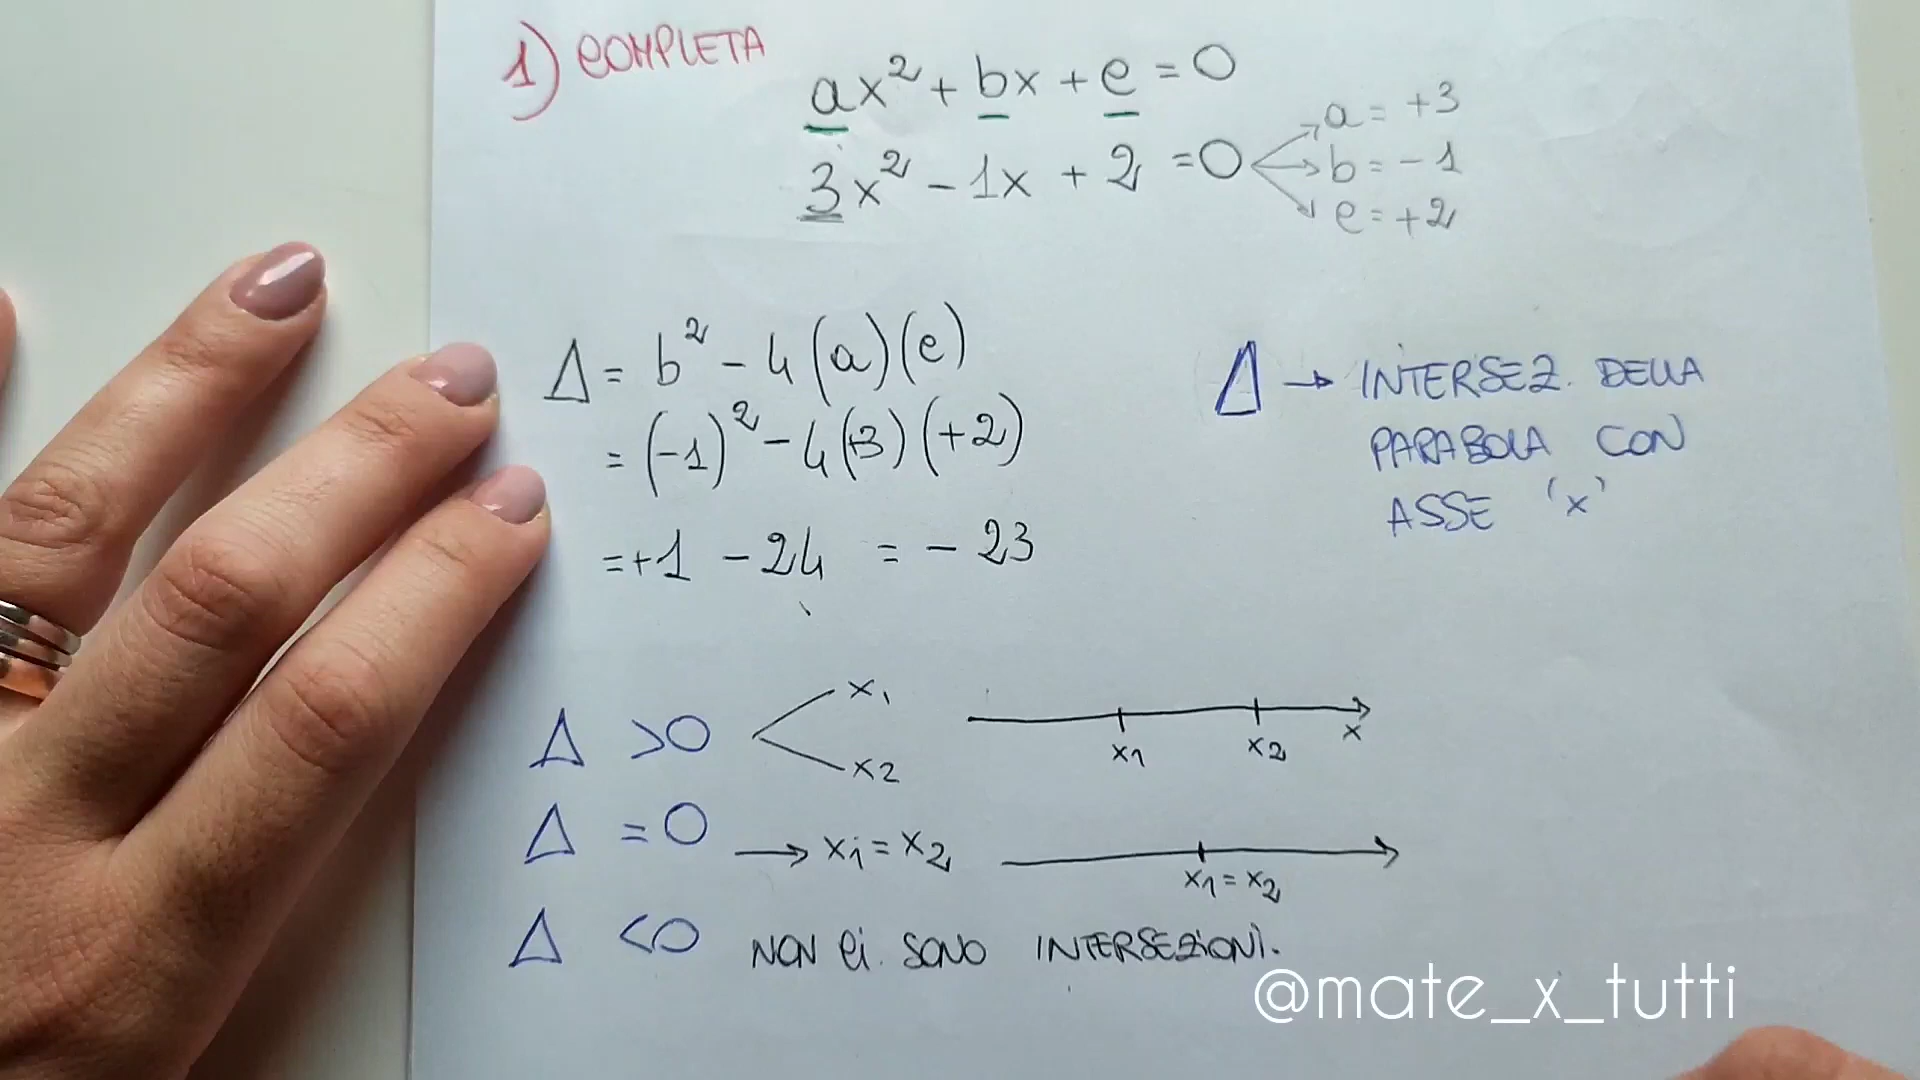 1) COMPLETA
ax² + bx + c = 0
3x² - 1x + 2 = 0
a = +3
b = -1
c = +2
Δ = b² - 4(a)(c)
= (-1)² - 4(+3)(+2)
= +1 - 24 = -23
Δ → INTERSEZ. DELLA
PARABOLA CON
ASSE 'x'
Δ > 0
x₁
x₂
x₁ x₂ x
Δ = 0 → x₁ = x₂
x₁ = x₂
Δ < 0 NON ci SONO INTERSEZIONI.
@mate_x_tutti